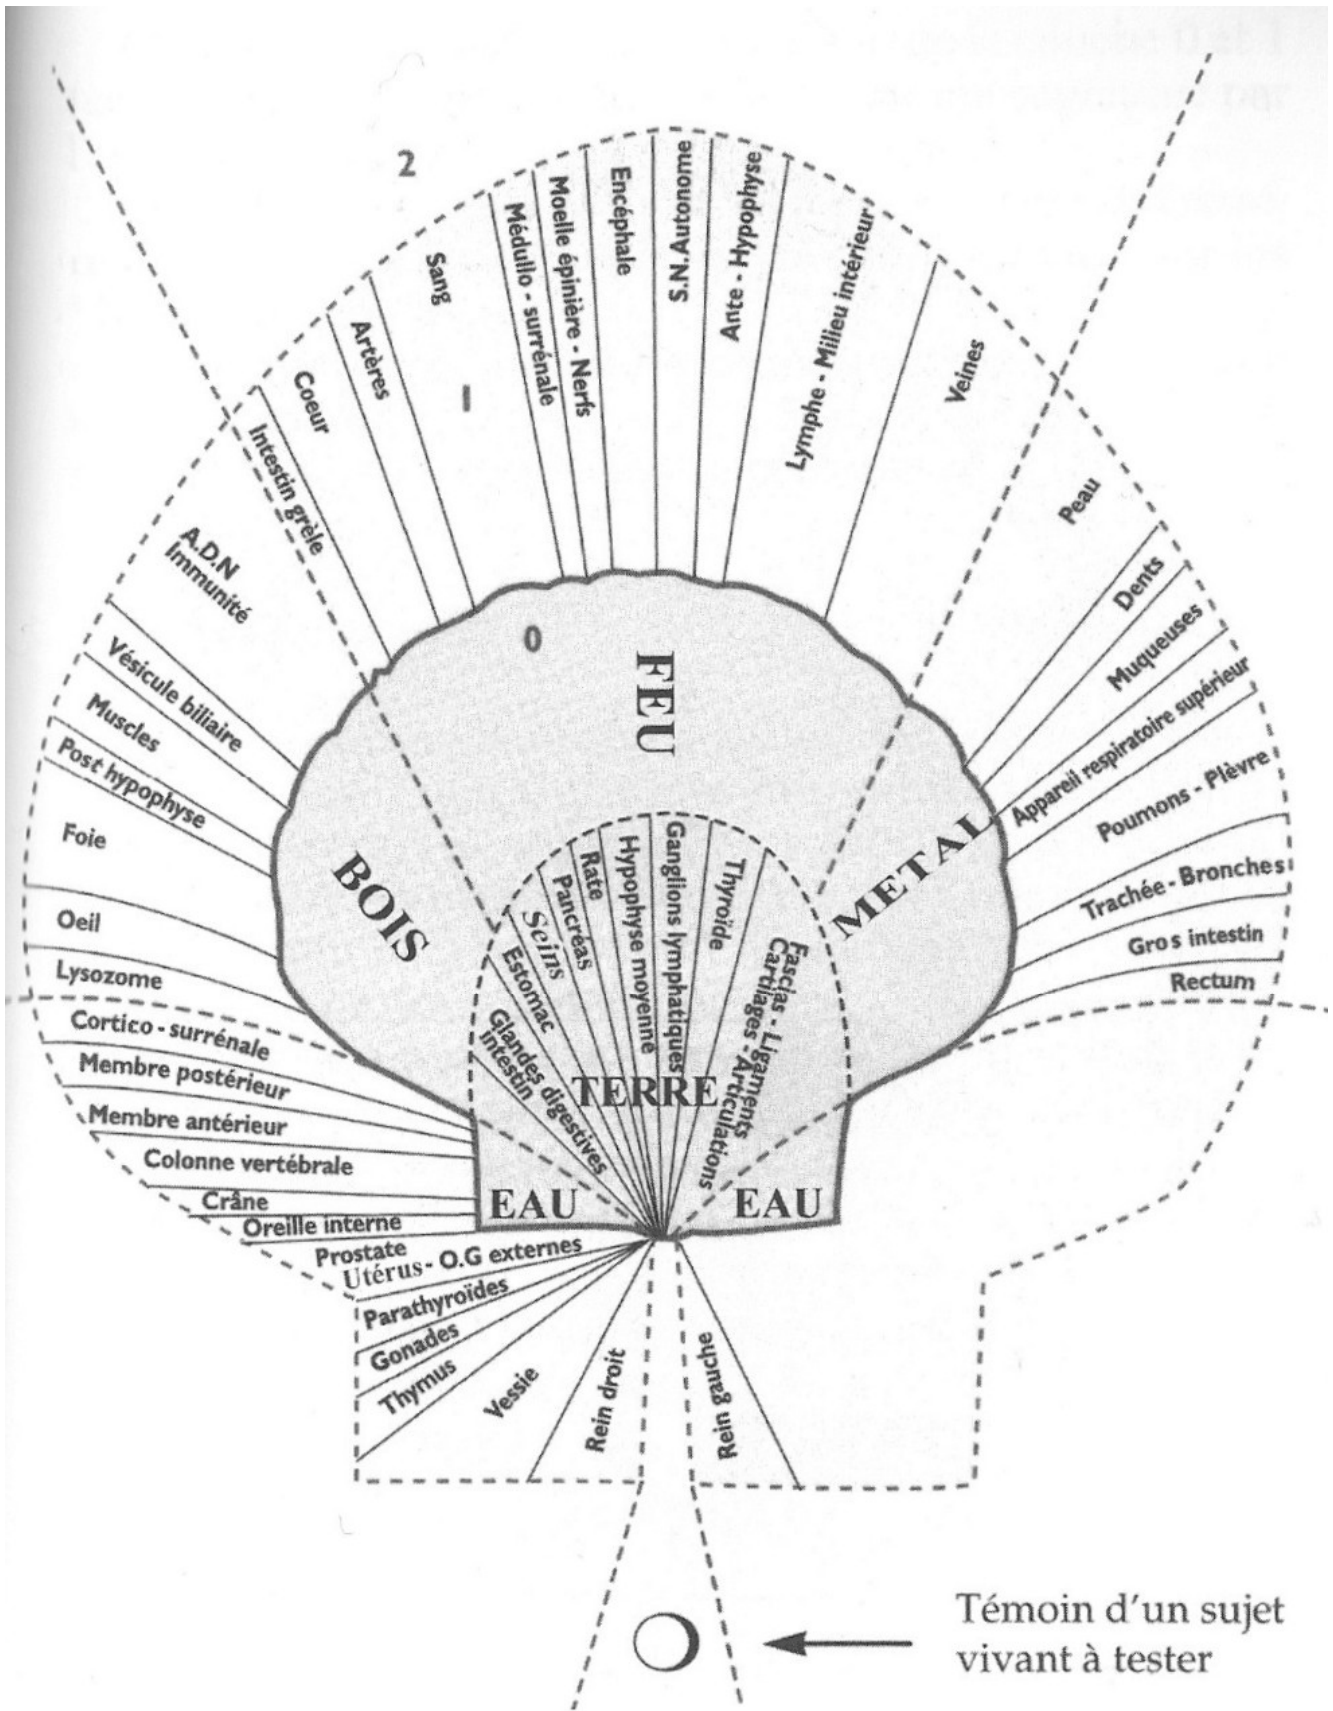 2
Intestin grèle
Coeur
Artères
Sang
-
Médullo - surrénale
Moelle épinière - Nerfs
Encéphale
S.N.Autonome
Ante - Hypophyse
Lymphe - Milieu intérieur
Veines
Peau
Dents
Muqueuses
Appareil respiratoire supérieur
Poumons - Plèvre
Trachée - Bronches
Gros intestin
Rectum
A.D.N
Immunité
Vésicule biliaire
Muscles
Post hypophyse
Foie
Oeil
Lysozome
Cortico - surrénale
Membre postérieur
Membre antérieur
Colonne vertébrale
Crâne
Oreille interne
Prostate
Utérus - O.G externes
Parathyroïdes
Gonades
Thymus
Vessie
Rein droit
Rein gauche
0
FEU
BOIS
METAL
Glandes digestives
intestin
Estomac
Seins
Pancréas
Rate
Hypophyse moyenne
Ganglions lymphatiques
Thyroïde
Fascias - Ligaments
Cartilages - Articulations
TERRE
EAU
EAU
Témoin d'un sujet
vivant à tester